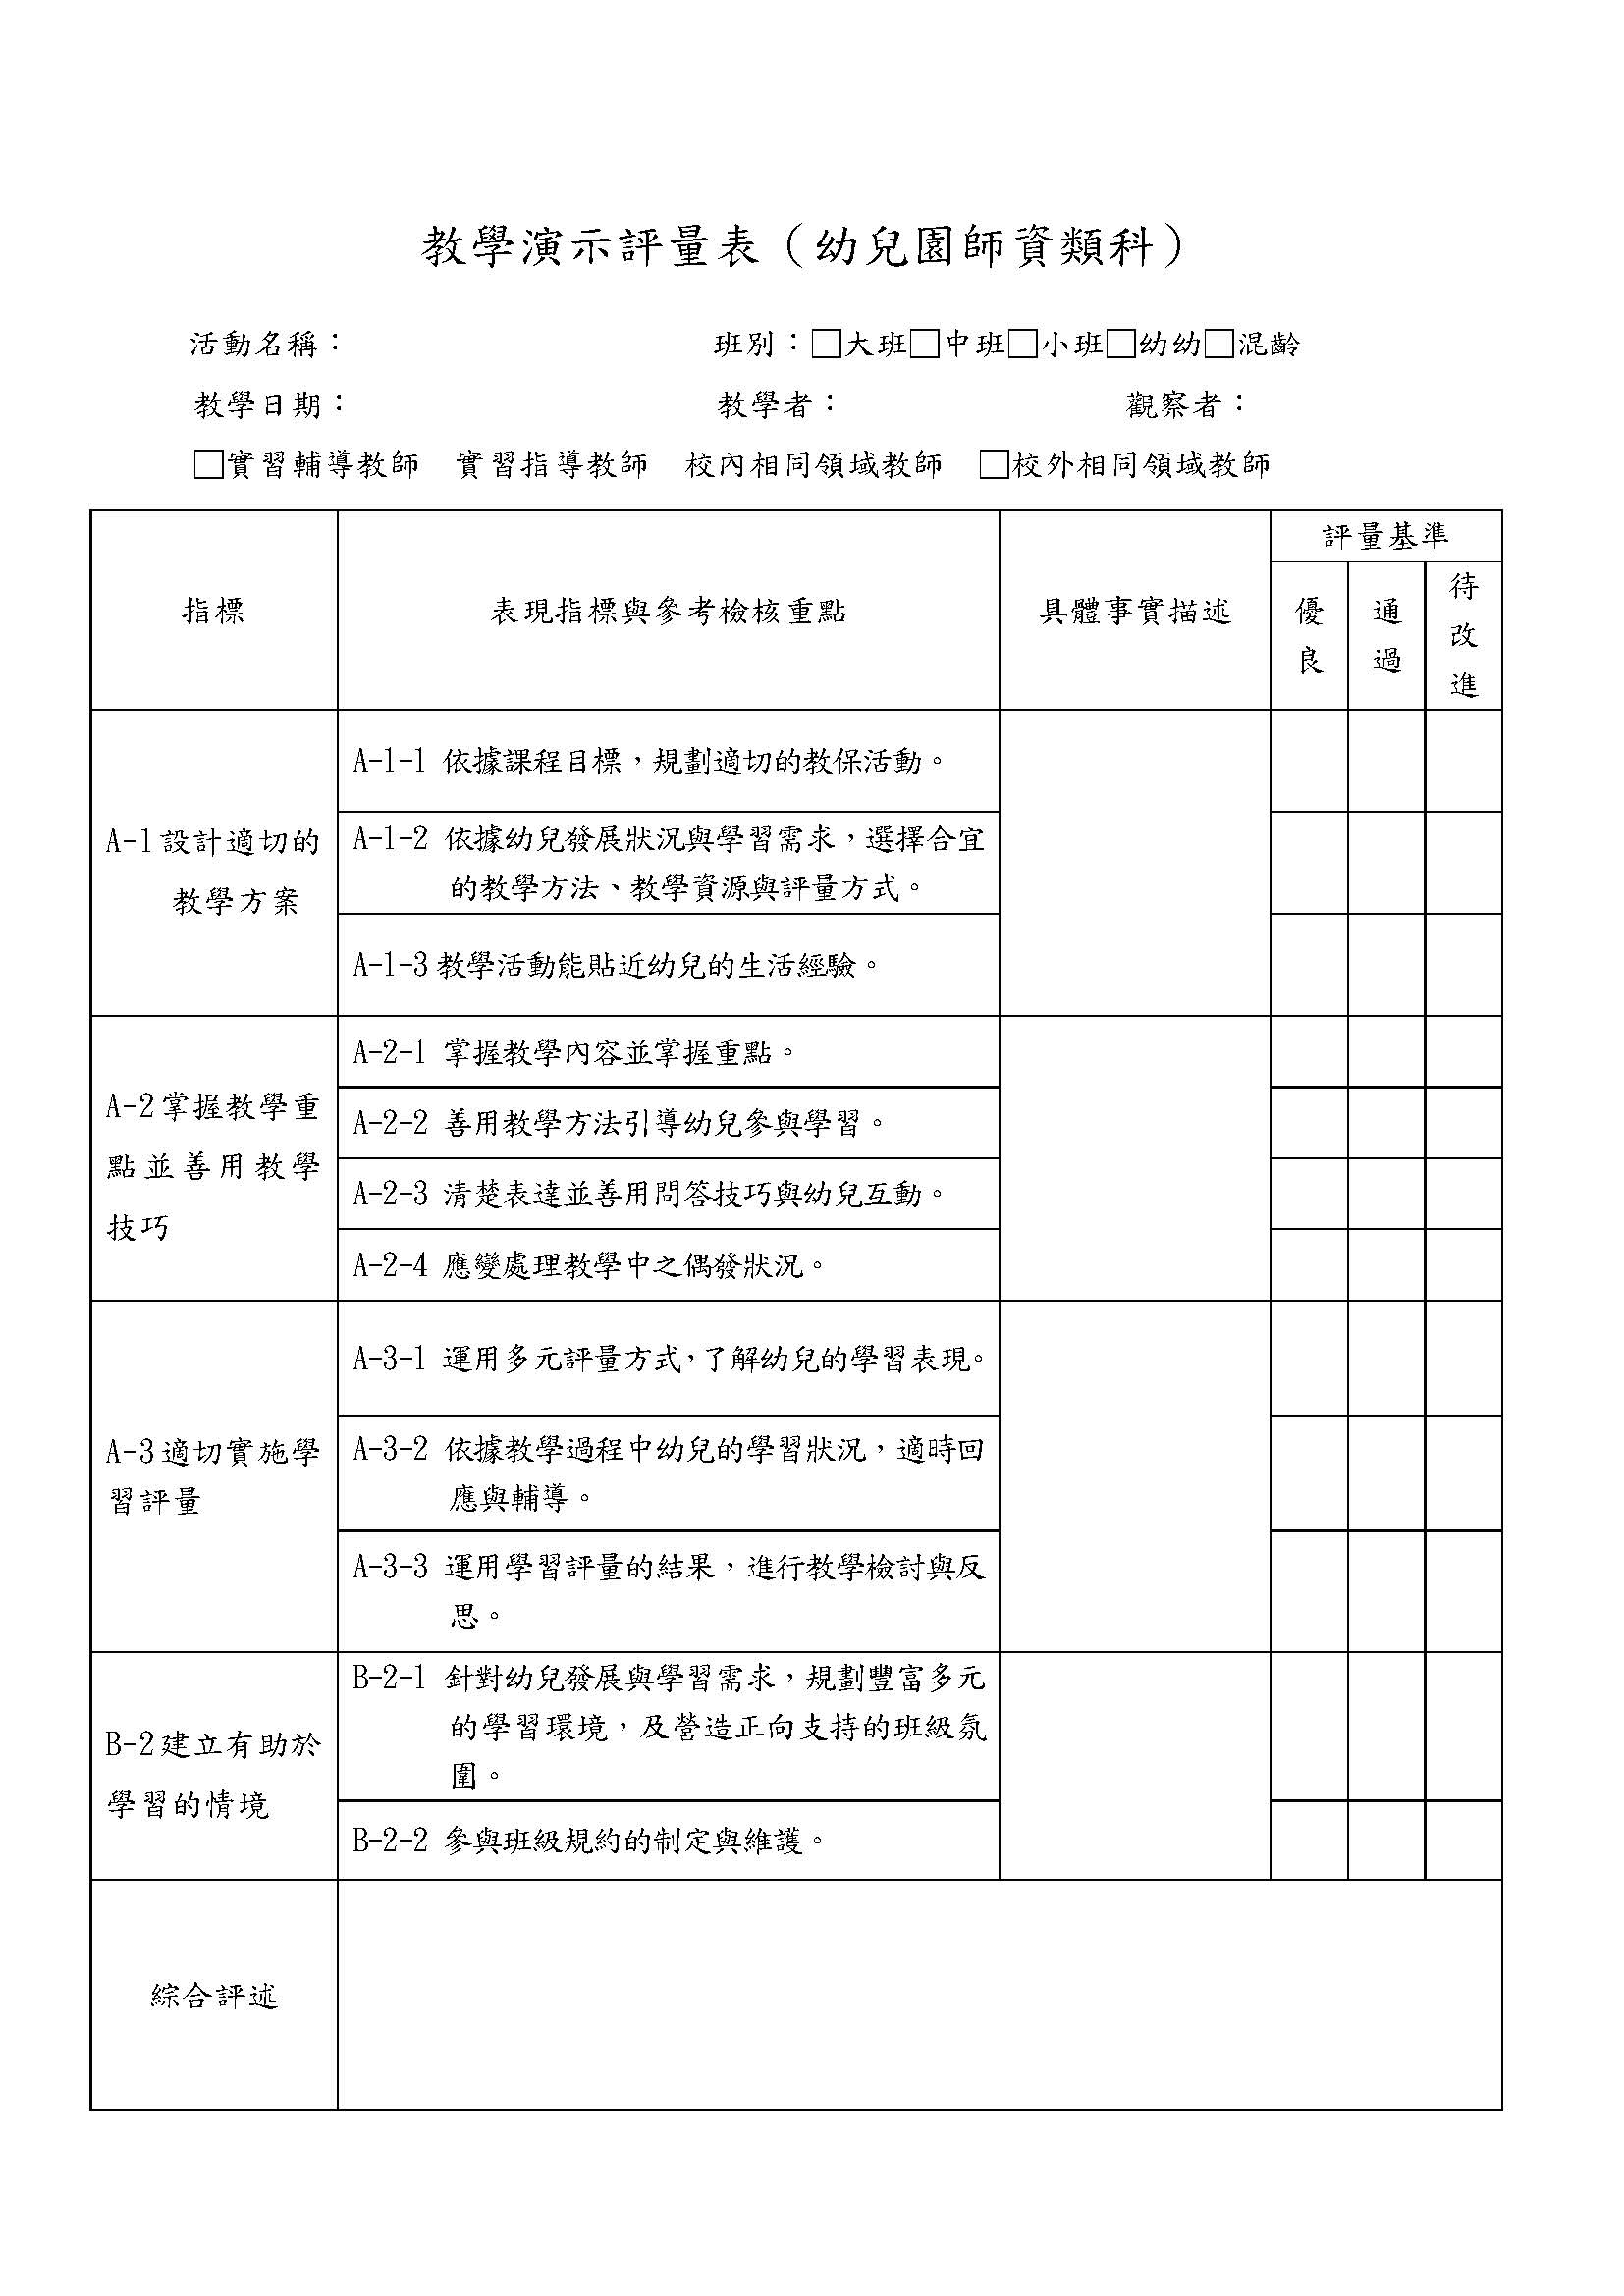 教學演示評量表（幼兒園師資類科）
活動名稱： 班別：□大班□中班□小班□幼幼□混齡
教學日期： 教學者： 觀察者：
□實習輔導教師 實習指導教師 校內相同領域教師 □校外相同領域教師
指標 表現指標與參考檢核重點 具體事實描述 評量基準
優良 通過 待改進
A-1設計適切的
教學方案
A-1-1 依據課程目標，規劃適切的教保活動。
A-1-2 依據幼兒發展狀況與學習需求，選擇合宜
的教學方法、教學資源與評量方式。
A-1-3教學活動能貼近幼兒的生活經驗。
A-2掌握教學重
點並善用教學
技巧
A-2-1 掌握教學內容並掌握重點。
A-2-2 善用教學方法引導幼兒參與學習。
A-2-3 清楚表達並善用問答技巧與幼兒互動。
A-2-4 應變處理教學中之偶發狀況。
A-3適切實施學
習評量
A-3-1 運用多元評量方式，了解幼兒的學習表現。
A-3-2 依據教學過程中幼兒的學習狀況，適時回
應與輔導。
A-3-3 運用學習評量的結果，進行教學檢討與反
思。
B-2建立有助於
學習的情境
B-2-1 針對幼兒發展與學習需求，規劃豐富多元
的學習環境，及營造正向支持的班級氛
圍。
B-2-2 參與班級規約的制定與維護。
綜合評述